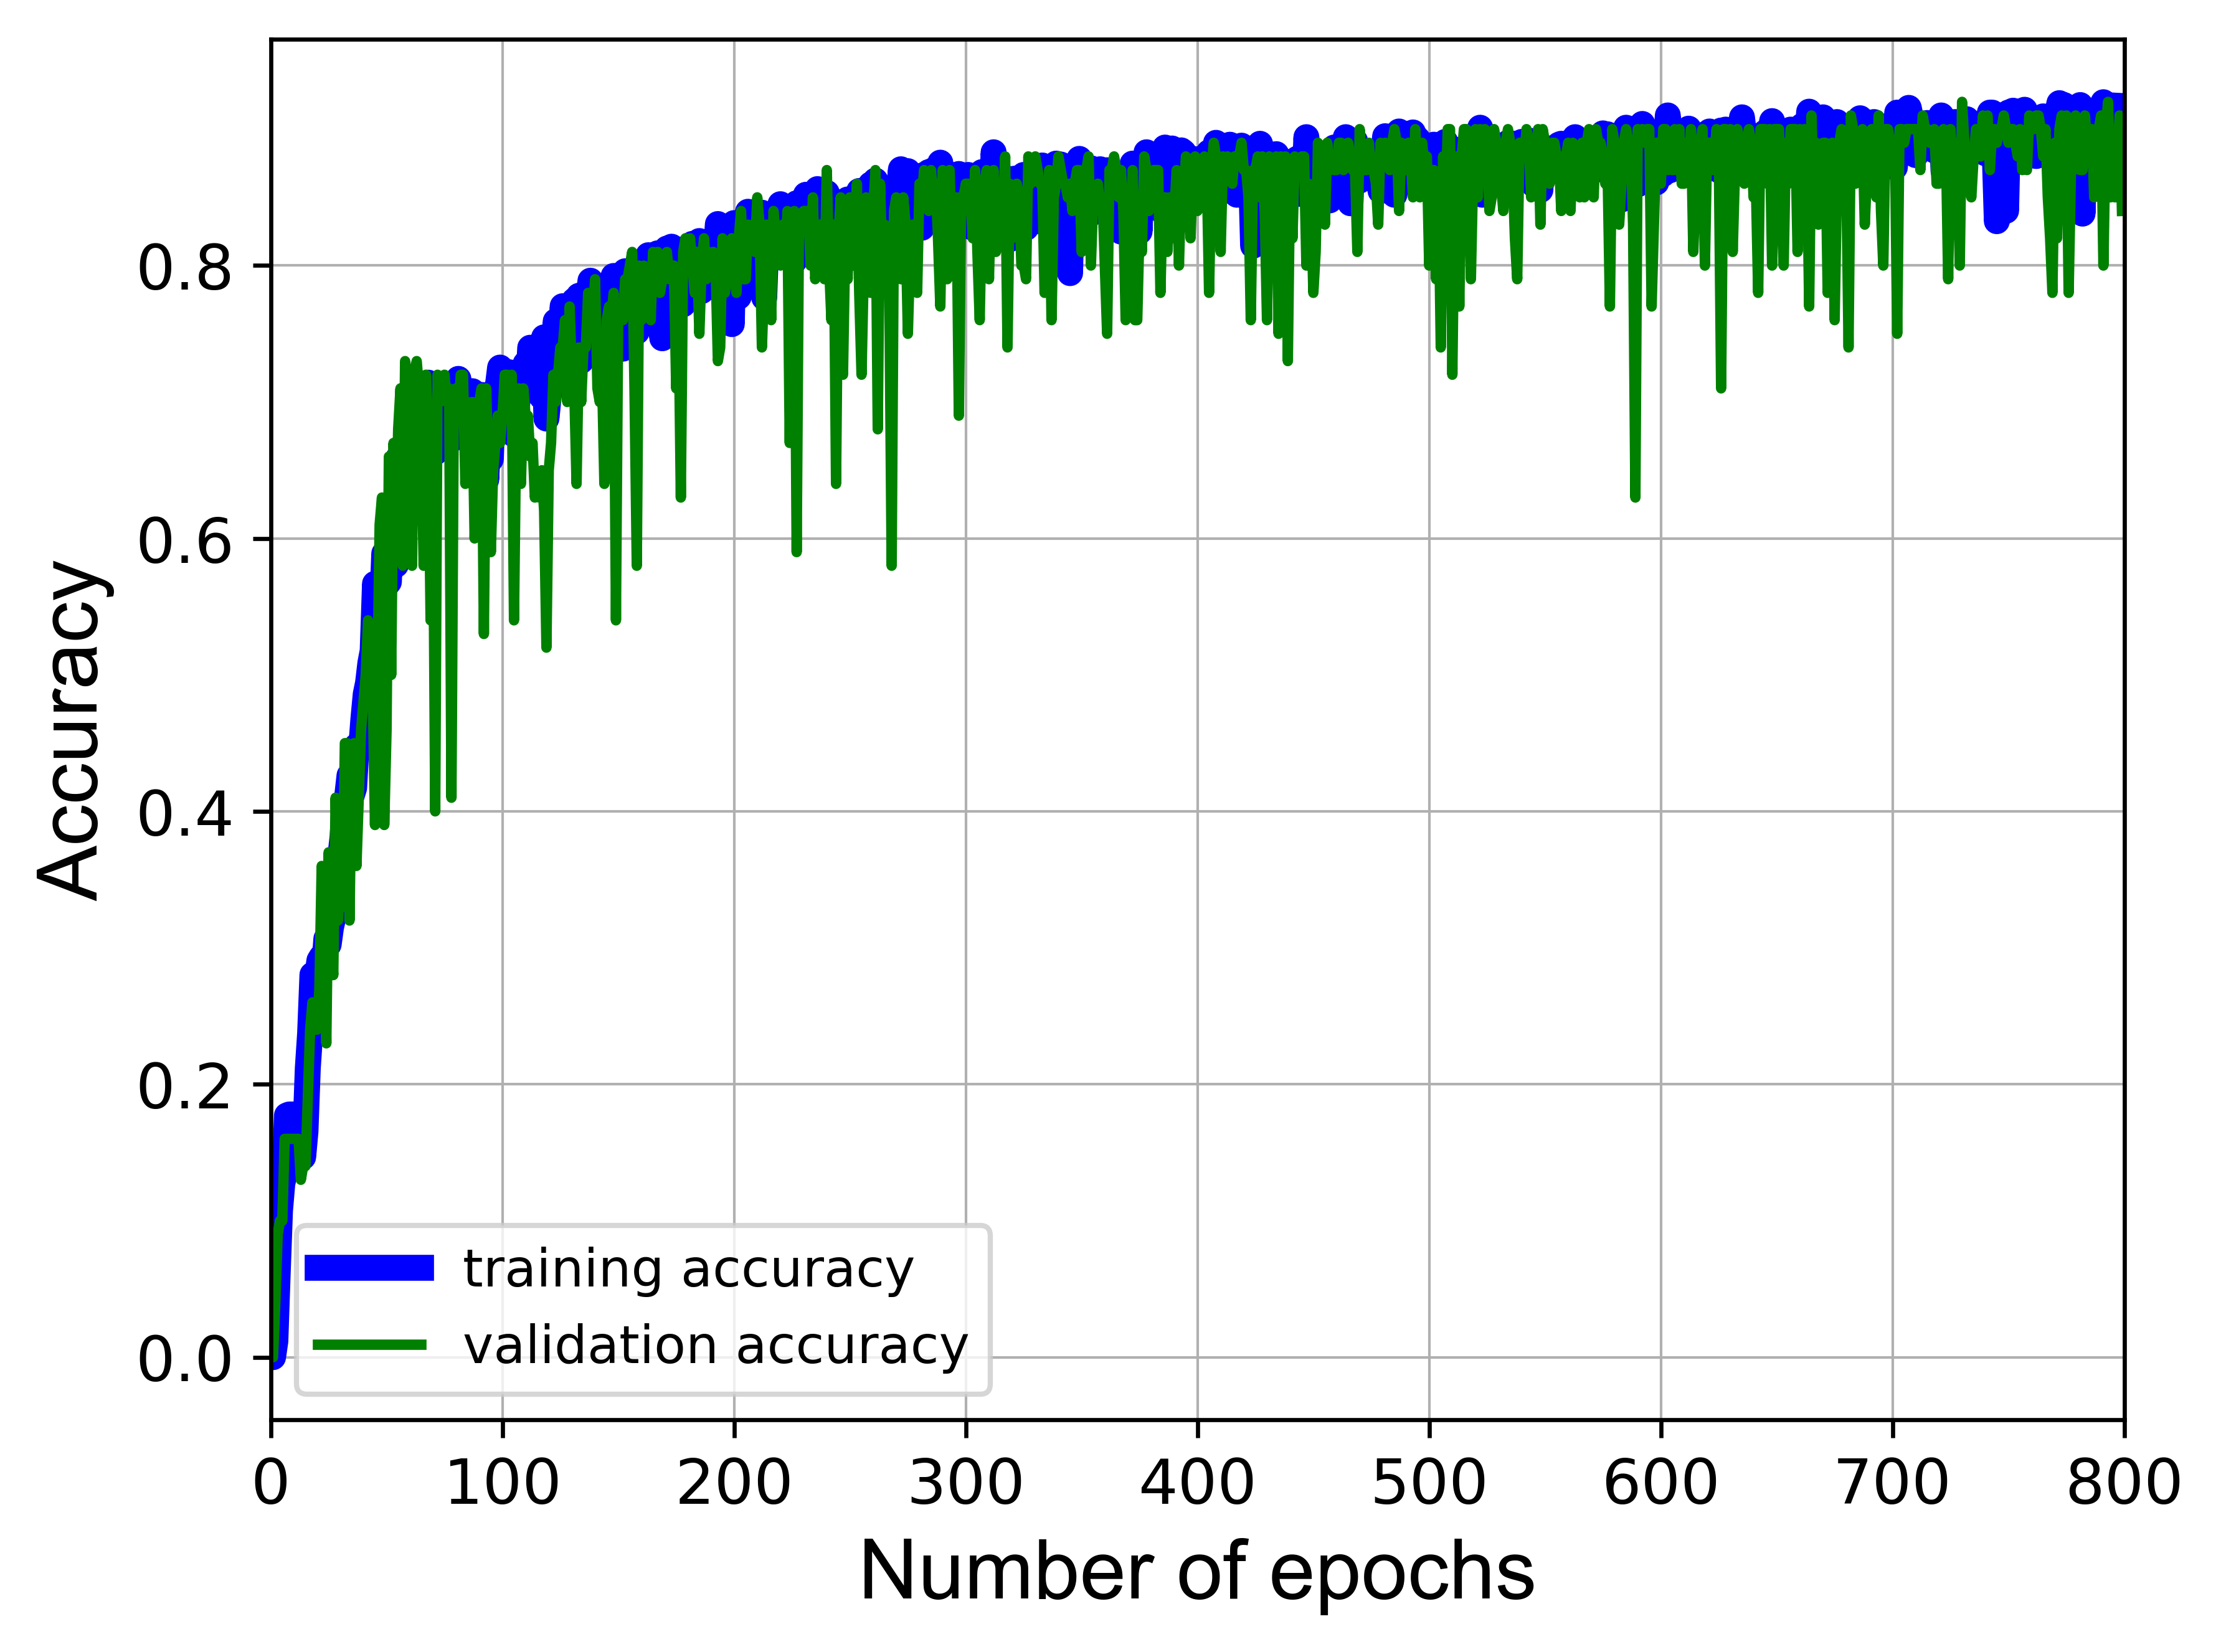 Accuracy
0.8
0.6
0.4
0.2
0.0
training accuracy
validation accuracy
0 100 200 300 400 500 600 700 800
Number of epochs